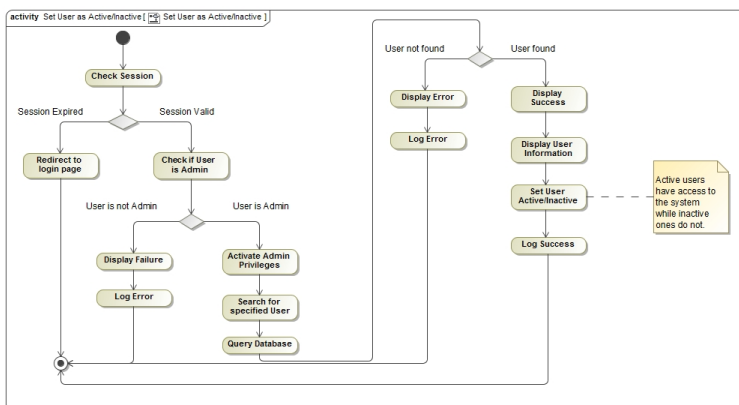 activity Set User as Active/Inactive [ Set User as Active/Inactive ]
Check Session
Session Expired
Session Valid
Redirect to
login page
Check if User
is Admin
User is not Admin
User is Admin
Display Failure
Log Error
Activate Admin
Privileges
Search for
specified User
Query Database
User not found
User found
Display Error
Log Error
Display
Success
Display User
Information
Set User
Active/Inactive
Log Success
Active users
have access to
the system
while inactive
ones do not.